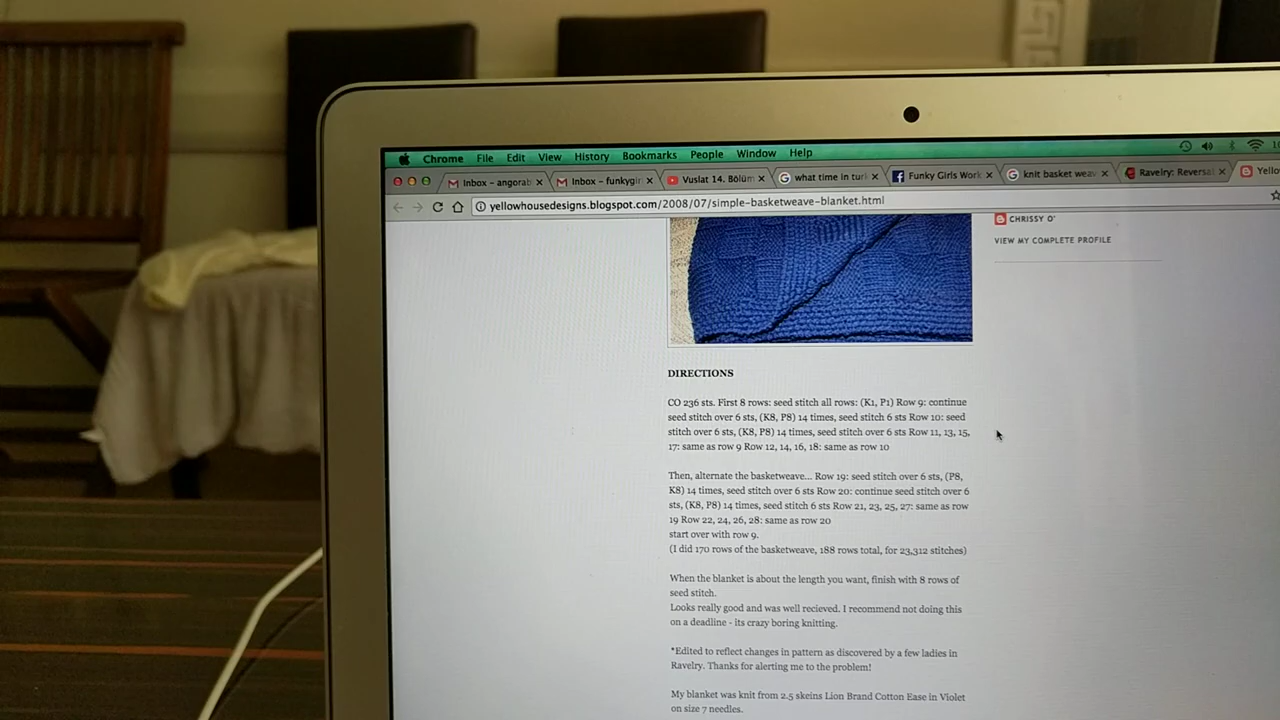 Chrome File Edit View History Bookmarks People Window Help
Inbox - angorab Inbox - funkygir Vuslat 14. Bölüm what time in turk Funky Girls Work knit basket weav Ravelry: Reversal Yello
yellowhousedesigns.blogspot.com/2008/07/simple-basketweave-blanket.html
CHRISSY O'
VIEW MY COMPLETE PROFILE
DIRECTIONS
CO 236 sts. First 8 rows: seed stitch all rows: (K1, P1) Row 9: continue
seed stitch over 6 sts, (K8, P8) 14 times, seed stitch 6 sts Row 10: seed
stitch over 6 sts, (K8, P8) 14 times, seed stitch over 6 sts Row 11, 13, 15,
17: same as row 9 Row 12, 14, 16, 18: same as row 10
Then, alternate the basketweave... Row 19: seed stitch over 6 sts, (P8,
K8) 14 times, seed stitch over 6 sts Row 20: continue seed stitch over 6
sts, (K8, P8) 14 times, seed stitch 6 sts Row 21, 23, 25, 27: same as row
19 Row 22, 24, 26, 28: same as row 20
start over with row 9.
(I did 170 rows of the basketweave, 188 rows total, for 23,312 stitches)
When the blanket is about the length you want, finish with 8 rows of
seed stitch.
Looks really good and was well recieved. I recommend not doing this
on a deadline - its crazy boring knitting.
*Edited to reflect changes in pattern as discovered by a few ladies in
Ravelry. Thanks for alerting me to the problem!
My blanket was knit from 2.5 skeins Lion Brand Cotton Ease in Violet
on size 7 needles.